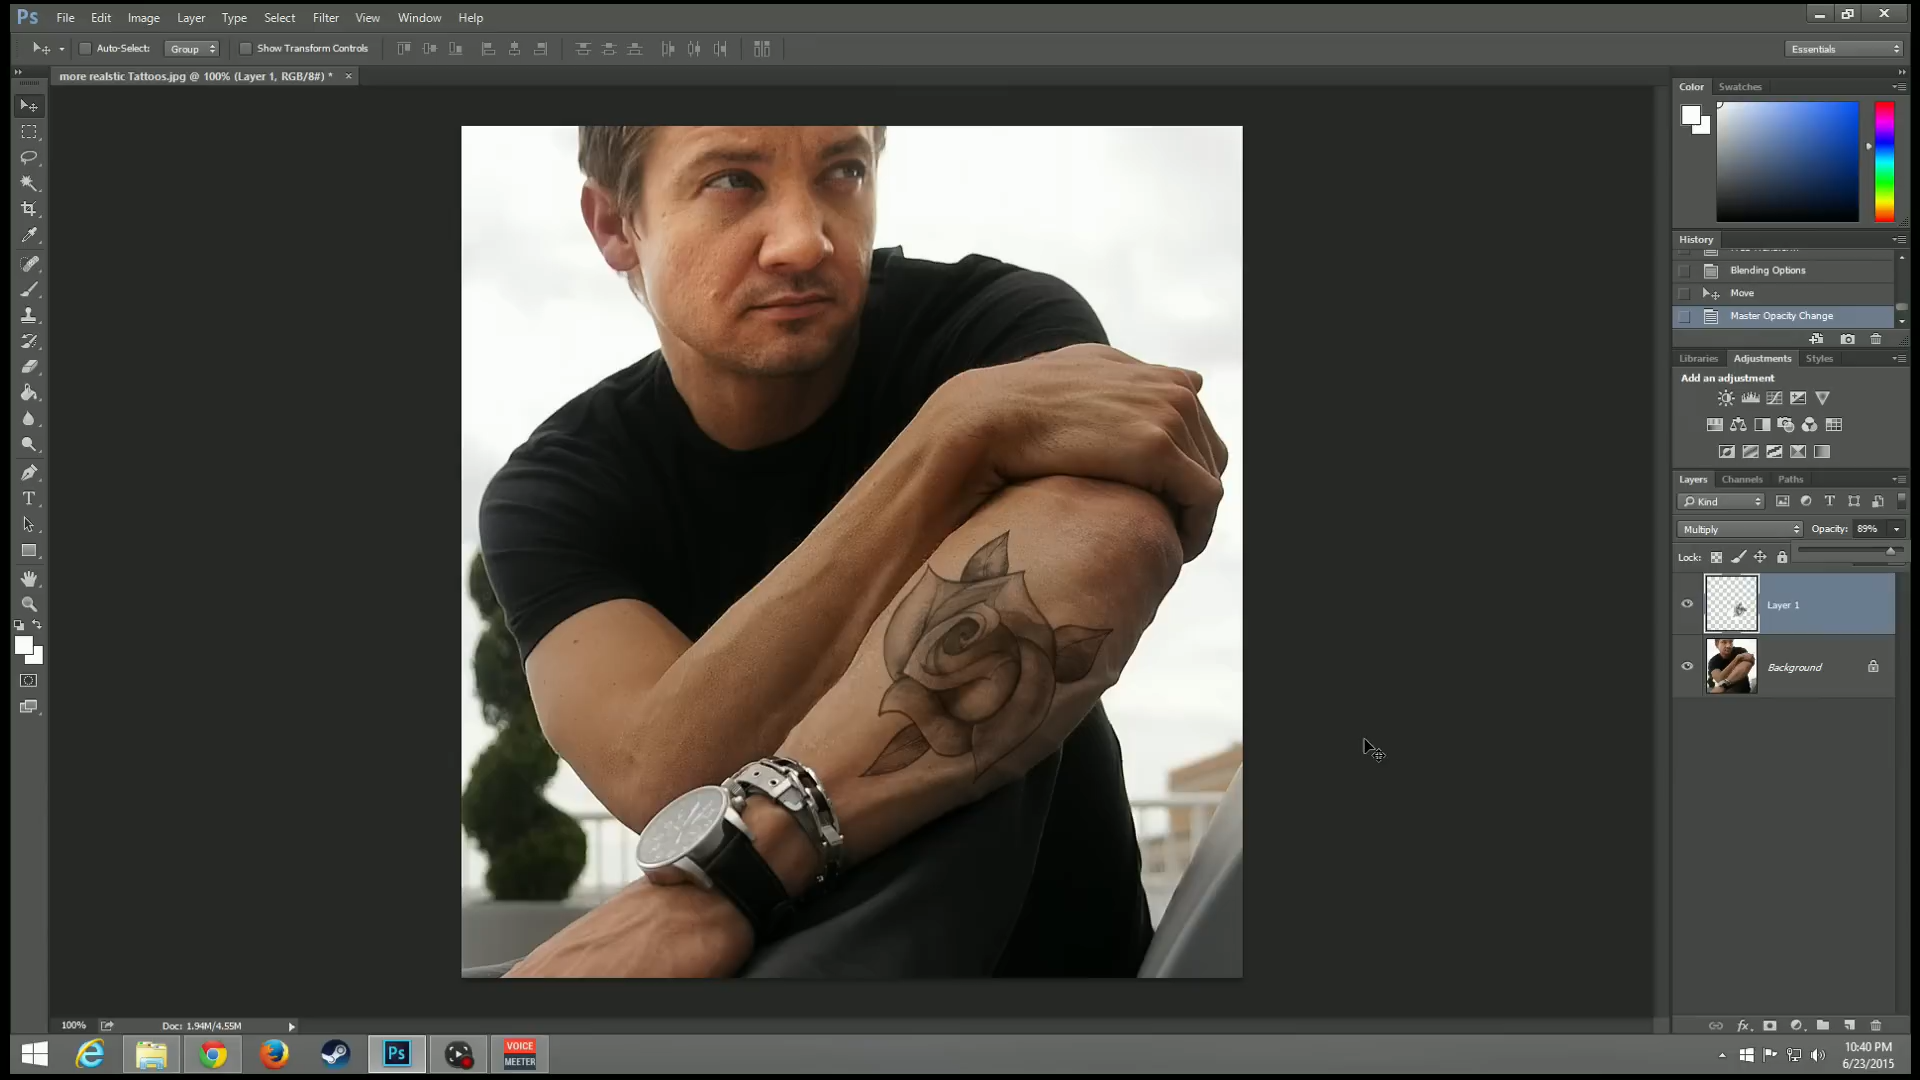 Ps File Edit Image Layer Type Select Filter View Window Help
Auto-Select: Group Show Transform Controls Essentials
more realstic Tattoos.jpg @ 100% (Layer 1, RGB/8#) * ×
Color Swatches
History
Blending Options
Move
Master Opacity Change
Libraries Adjustments Styles
Add an adjustment
Layers Channels Paths
Kind
Multiply Opacity: 89%
Lock:
Layer 1
Background
100% Doc: 1.94M/4.55M
fx
Ps
VOICE
MEETER
10:40 PM
6/23/2015